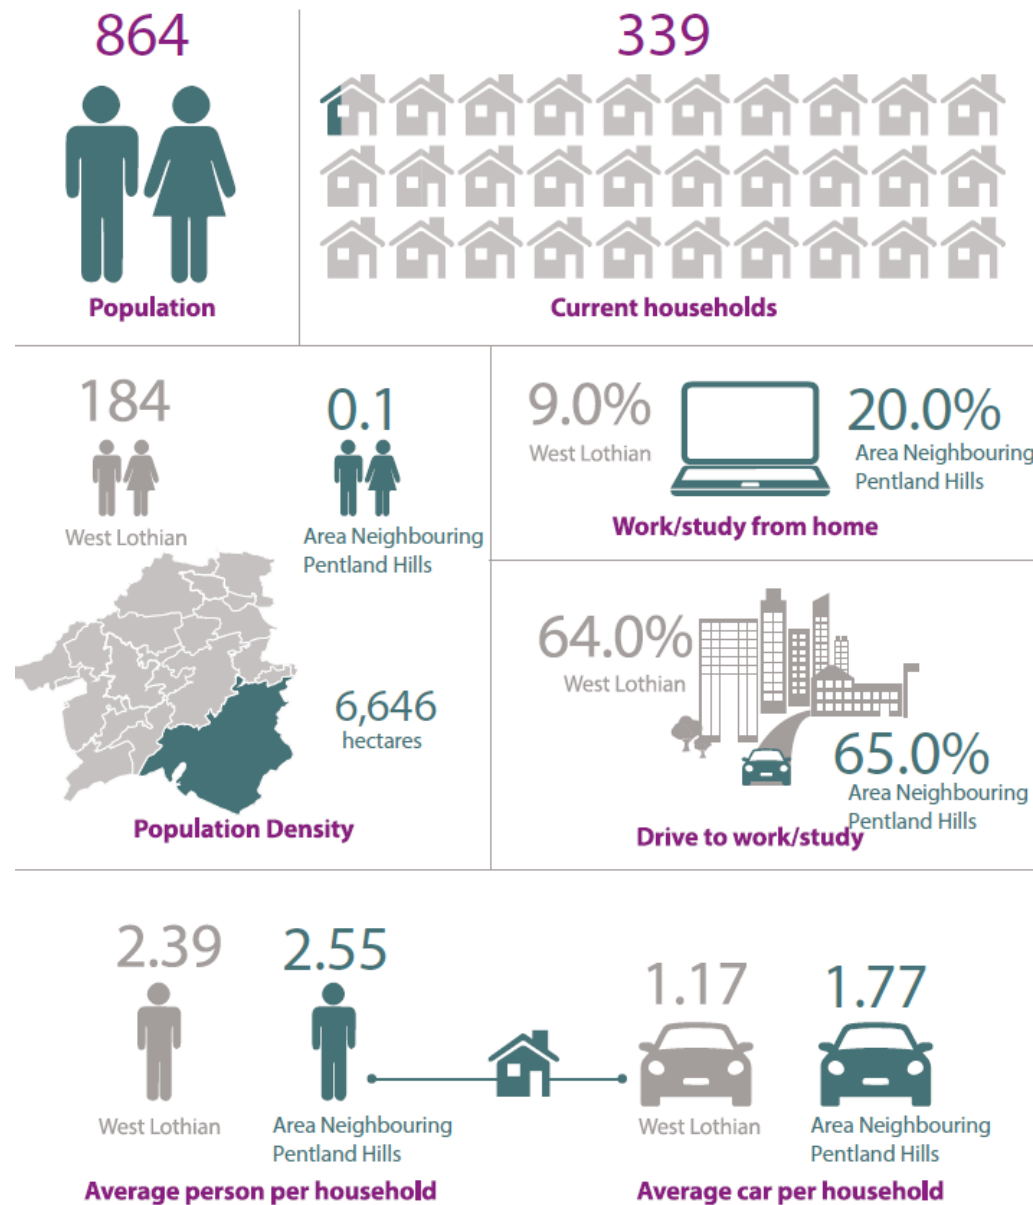 864
339
Population
Current households
184
West Lothian
0.1
Area Neighbouring
Pentland Hills
6,646
hectares
Population Density
9.0%
West Lothian
20.0%
Area Neighbouring
Pentland Hills
Work/study from home
64.0%
West Lothian
65.0%
Area Neighbouring
Pentland Hills
Drive to work/study
2.39
West Lothian
2.55
Area Neighbouring
Pentland Hills
Average person per household
1.17
West Lothian
1.77
Area Neighbouring
Pentland Hills
Average car per household